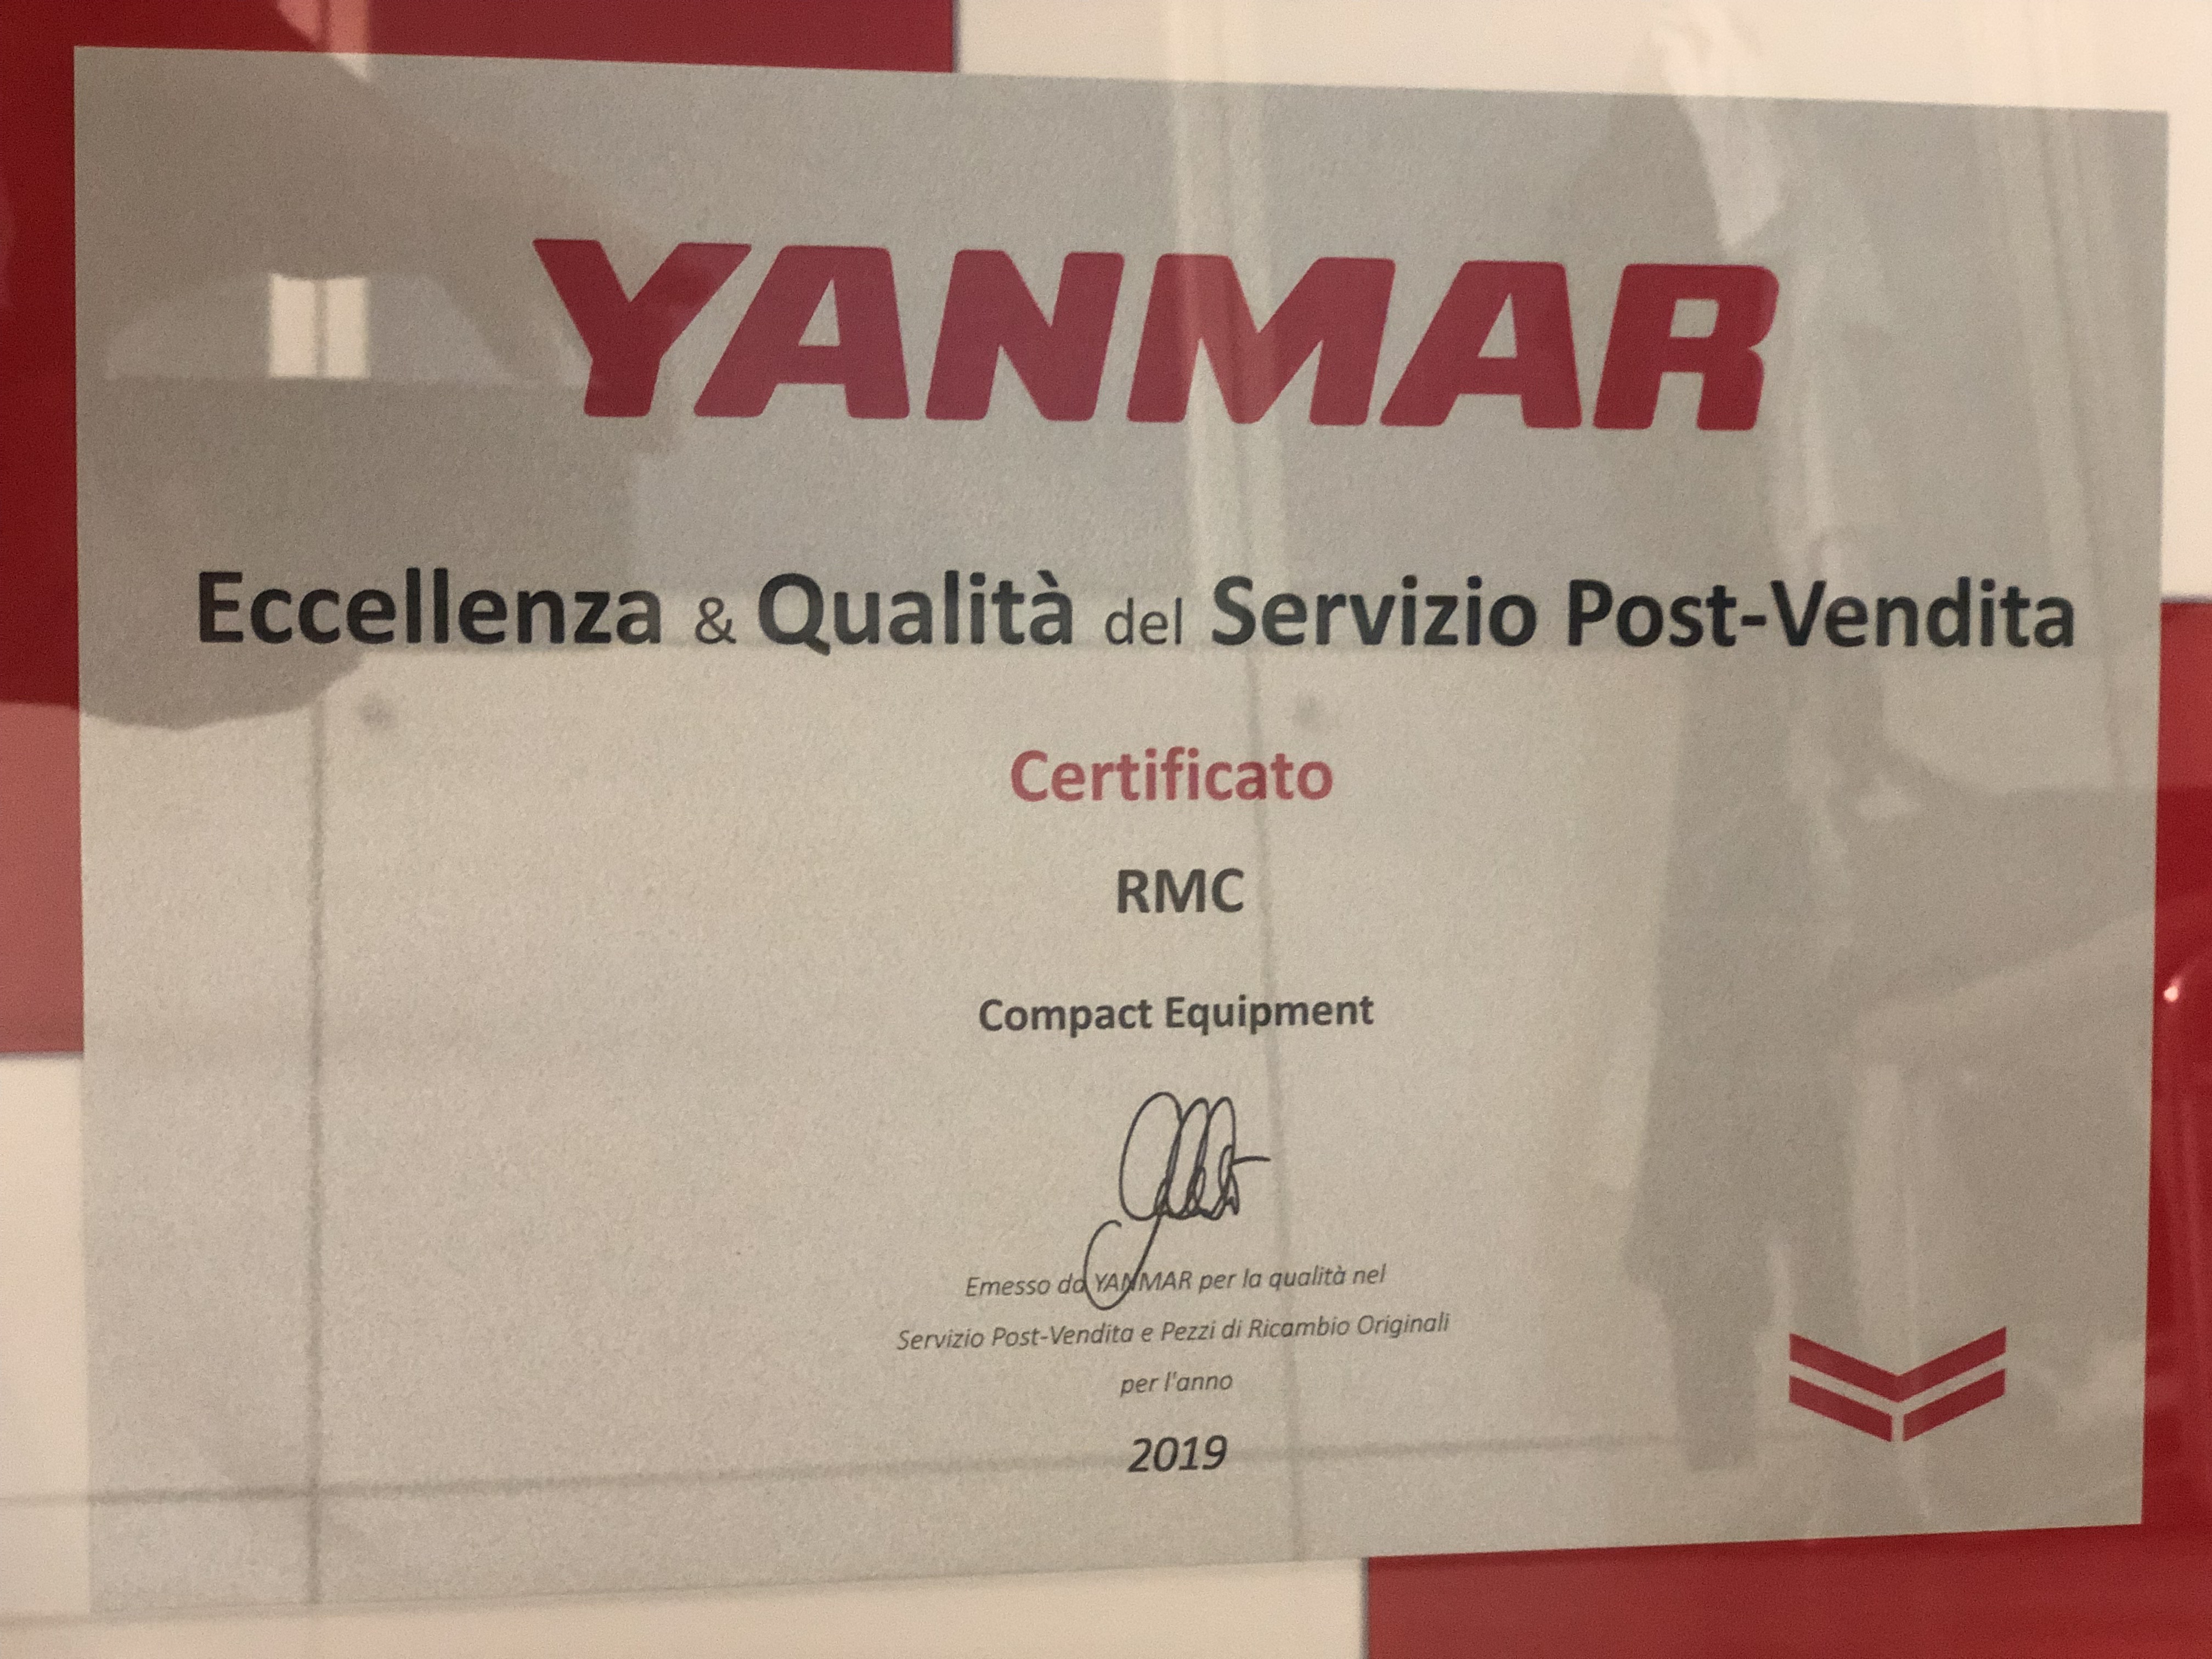 YANMAR
Eccellenza & Qualità del Servizio Post-Vendita
Certificato
RMC
Compact Equipment
Emesso da YANMAR per la qualità nel
Servizio Post-Vendita e Pezzi di Ricambio Originali
per l'anno
2019